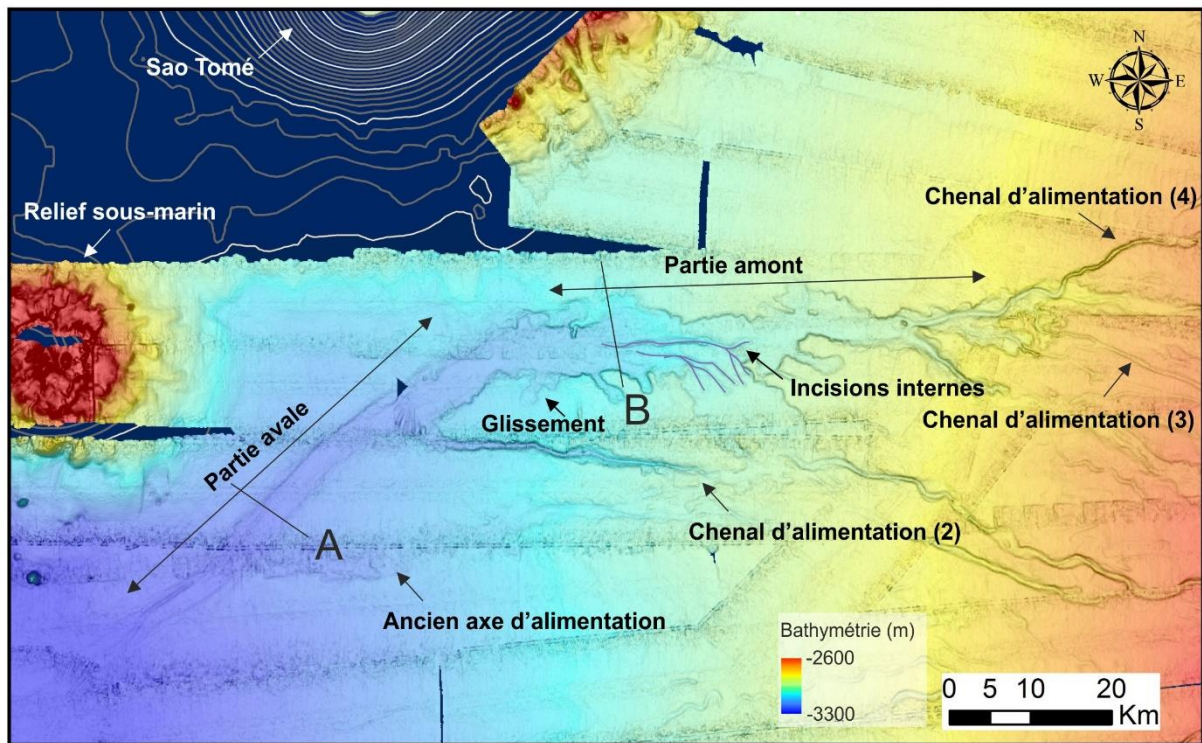 Sao Tomé
N
W E
S
Relief sous-marin
Chenal d'alimentation (4)
Partie amont
Incisions internes
Chenal d'alimentation (3)
B
Glissement
Partie avale
Chenal d'alimentation (2)
A
Ancien axe d'alimentation
Bathymétrie (m)
-2600
-3300
0 5 10 20
Km